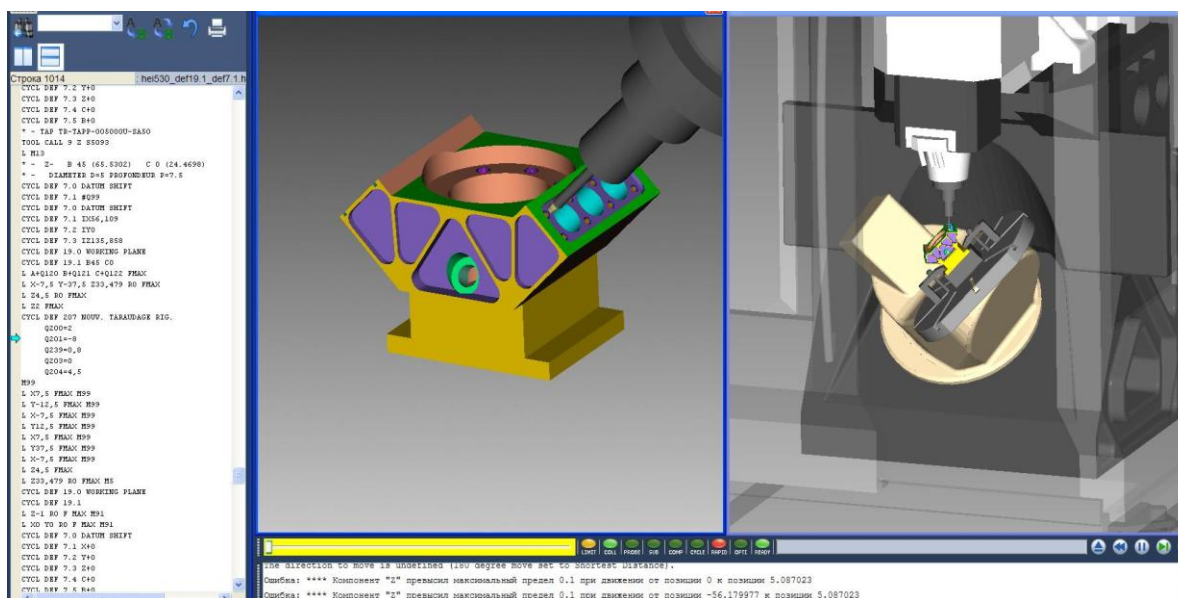 Строка 1014
: hei530_def19.1_def7.1.h
CYCL DEF 7.2 Y+0
CYCL DEF 7.3 Z+0
CYCL DEF 7.4 C+0
CYCL DEF 7.5 B+0
* - TAP TR-TAPP-005000U-SA50
TOOL CALL 9 Z S5093
L M13
* - Z- B 45 (65.5302) C 0 (24.4698)
* - DIAMETER D=5 PROFONDEUR P=7.5
CYCL DEF 7.0 DATUM SHIFT
CYCL DEF 7.1 #Q99
CYCL DEF 7.0 DATUM SHIFT
CYCL DEF 7.1 IX56,109
CYCL DEF 7.2 IY0
CYCL DEF 7.3 IZ135,858
CYCL DEF 19.0 WORKING PLANE
CYCL DEF 19.1 B45 C0
L A+Q120 B+Q121 C+Q122 FMAX
L X-7,5 Y-37,5 Z33,479 R0 FMAX
L Z4,5 R0 FMAX
L Z2 FMAX
CYCL DEF 207 NOUV. TARAUDAGE RIG.
Q200=2
Q201=-8
Q239=0,8
Q203=0
Q204=4,5
M99
L X7,5 FMAX M99
L Y-12,5 FMAX M99
L X-7,5 FMAX M99
L Y12,5 FMAX M99
L X7,5 FMAX M99
L Y37,5 FMAX M99
L X-7,5 FMAX M99
L Z4,5 FMAX
L Z33,479 R0 FMAX M5
CYCL DEF 19.0 WORKING PLANE
CYCL DEF 19.1
L Z-1 R0 F MAX M91
L X0 Y0 R0 F MAX M91
CYCL DEF 7.0 DATUM SHIFT
CYCL DEF 7.1 X+0
CYCL DEF 7.2 Y+0
CYCL DEF 7.3 Z+0
CYCL DEF 7.4 C+0
CYCL DEF 7.5 B+0
LIMIT COLL PROBE SUB COMP CYCLE RAPID OPTI READY
The direction to move is undefined (180 degree move set to Shortest Distance).
Ошибка: **** Компонент "Z" превысил максимальный предел 0.1 при движении от позиции 0 к позиции 5.087023
Ошибка: **** Компонент "Z" превысил максимальный предел 0.1 при движении от позиции -56.179977 к позиции 5.087023